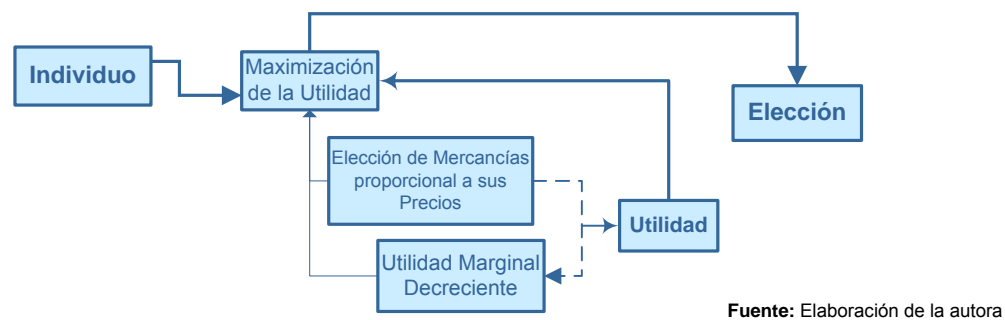 Individuo
Maximización
de la Utilidad
Elección
Elección de Mercancías
proporcional a sus
Precios
Utilidad
Utilidad Marginal
Decreciente
Fuente: Elaboración de la autora